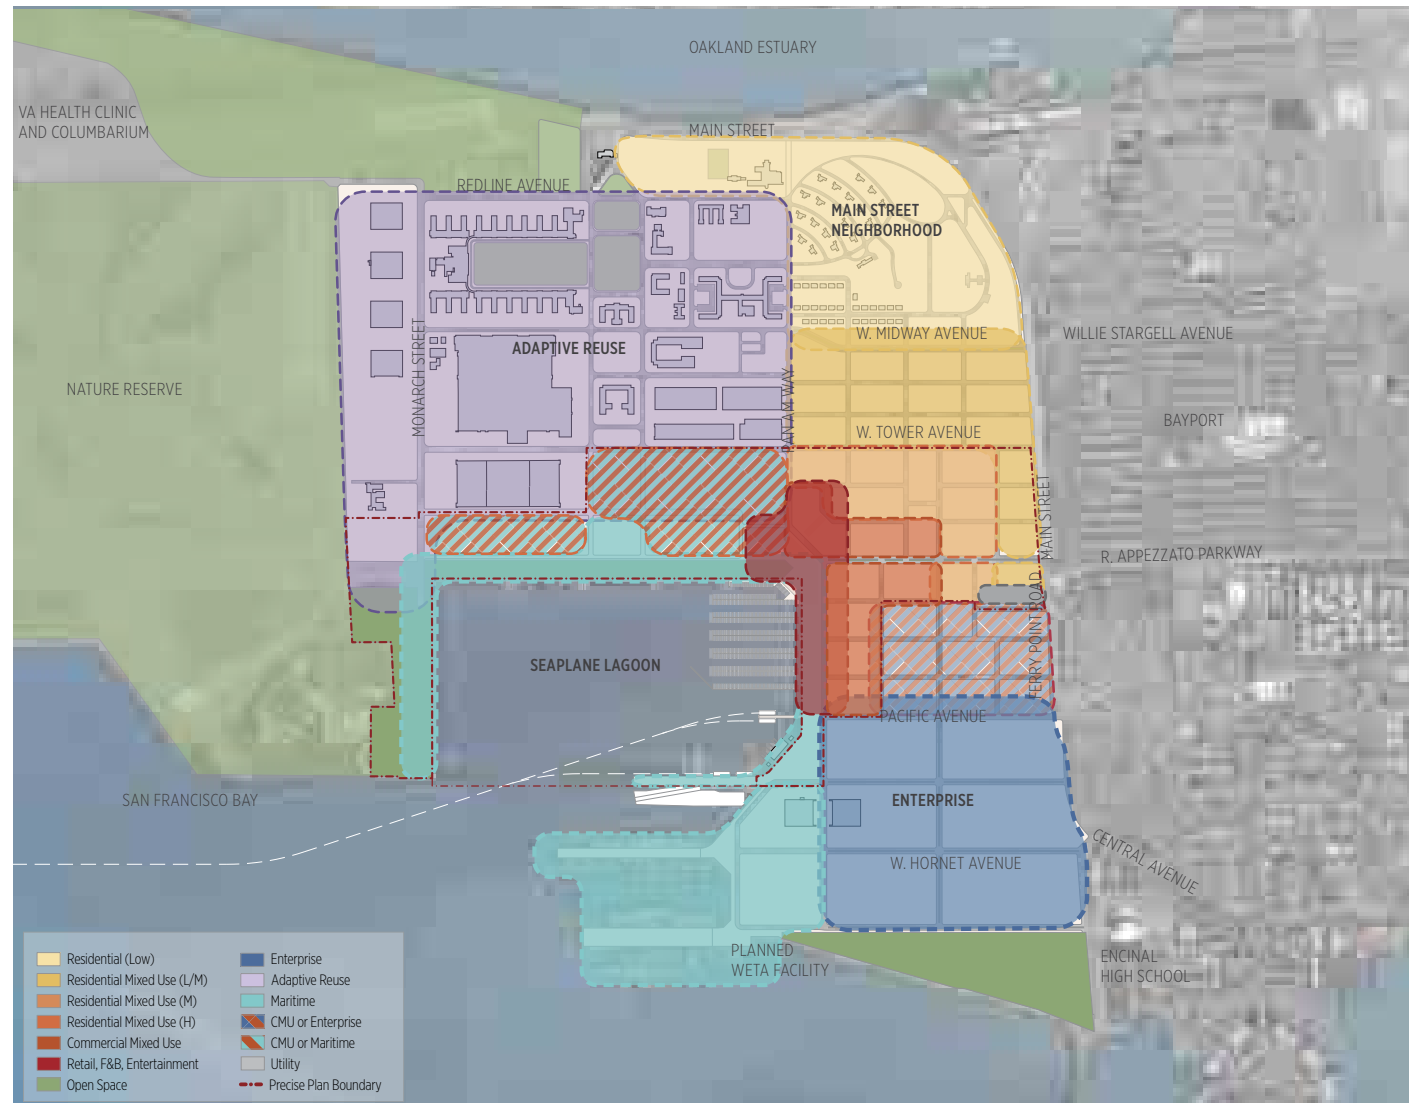 OAKLAND ESTUARY
VA HEALTH CLINIC
AND COLUMBARIUM
MAIN STREET
REDLINE AVENUE
MAIN STREET
NEIGHBORHOOD
W. MIDWAY AVENUE
WILLIE STARGELL AVENUE
ADAPTIVE REUSE
MONARCH STREET
NATURE RESERVE
PAN AM WAY
BAYPORT
W. TOWER AVENUE
MAIN STREET
R. APPEZZATO PARKWAY
FERRY POINT ROAD
SEAPLANE LAGOON
PACIFIC AVENUE
SAN FRANCISCO BAY
ENTERPRISE
CENTRAL AVENUE
W. HORNET AVENUE
PLANNED
WETA FACILITY
ENCINAL
HIGH SCHOOL
Residential (Low)
Residential Mixed Use (L/M)
Residential Mixed Use (M)
Residential Mixed Use (H)
Commercial Mixed Use
Retail, F&B, Entertainment
Open Space
Enterprise
Adaptive Reuse
Maritime
CMU or Enterprise
CMU or Maritime
Utility
Precise Plan Boundary